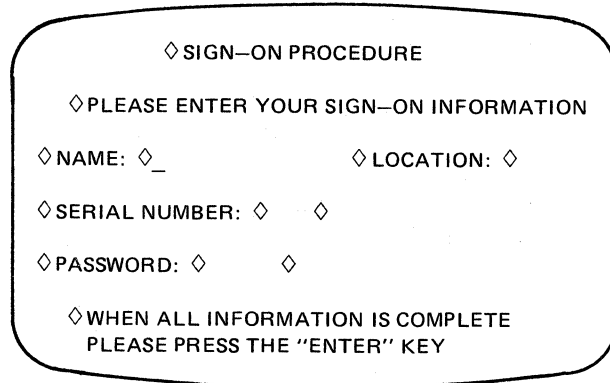 ◇SIGN—ON PROCEDURE
◇PLEASE ENTER YOUR SIGN—ON INFORMATION
◇NAME: ◇_ ◇LOCATION: ◇
◇SERIAL NUMBER: ◇ ◇
◇PASSWORD: ◇ ◇
◇WHEN ALL INFORMATION IS COMPLETE
PLEASE PRESS THE "ENTER" KEY